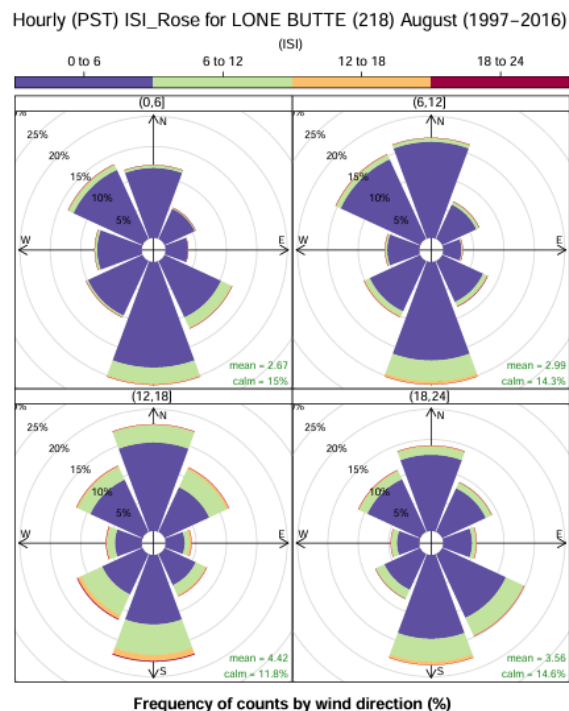 Hourly (PST) ISI_Rose for LONE BUTTE (218) August (1997–2016)
(ISI)
0 to 6 6 to 12 12 to 18 18 to 24
(0,6] (6,12]
% N % N
25% 25%
20% 20%
15% 15%
10% 10%
5% 5%
W E W E
mean = 2.67 mean = 2.99
calm = 15% calm = 14.3%
(12,18] (18,24]
% N % N
25% 25%
20% 20%
15% 15%
10% 10%
5% 5%
W E W E
mean = 4.42 mean = 3.56
S calm = 11.8% S calm = 14.6%
Frequency of counts by wind direction (%)